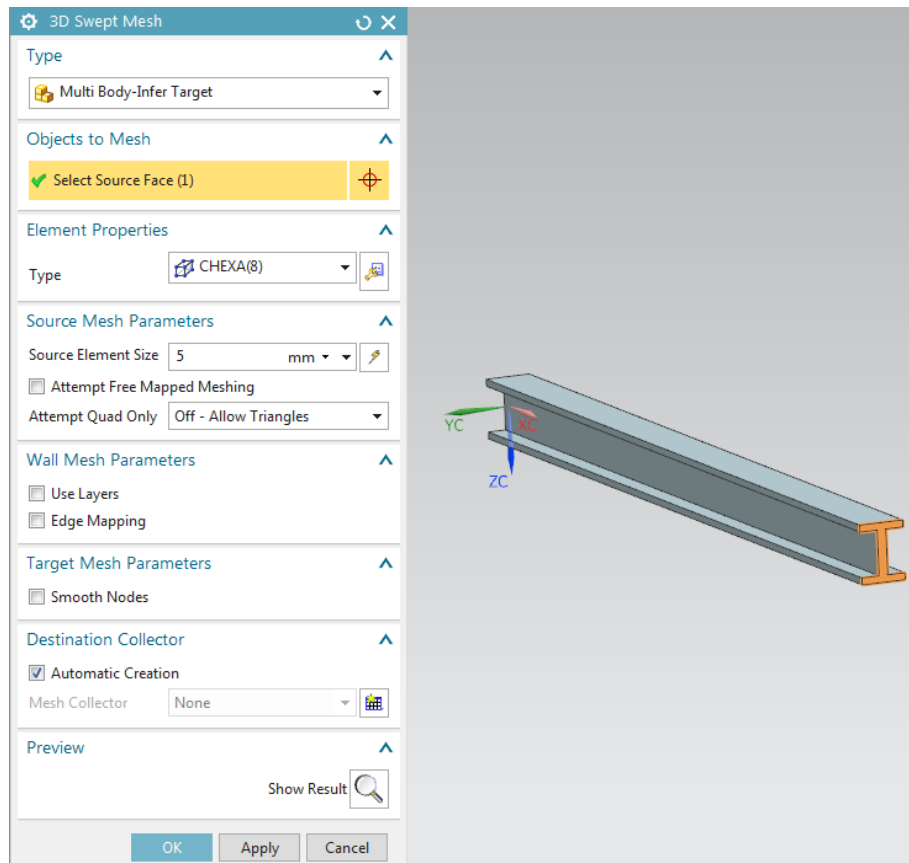 3D Swept Mesh
Type
Multi Body-Infer Target
Objects to Mesh
Select Source Face (1)
Element Properties
Type CHEXA(8)
Source Mesh Parameters
Source Element Size 5 mm
Attempt Free Mapped Meshing
Attempt Quad Only Off - Allow Triangles
Wall Mesh Parameters
Use Layers
Edge Mapping
Target Mesh Parameters
Smooth Nodes
Destination Collector
Automatic Creation
Mesh Collector None
Preview
Show Result
OK Apply Cancel
YC XC
ZC